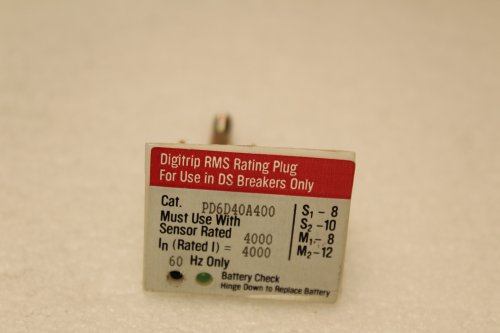 Digitrip RMS Rating Plug
For Use in DS Breakers Only
Cat. PD6D40A400
Must Use With
Sensor Rated 4000
In (Rated I) = 4000
60 Hz Only
S1 - 8
S2 - 10
M1 - 8
M2 - 12
Battery Check
Hinge Down to Replace Battery